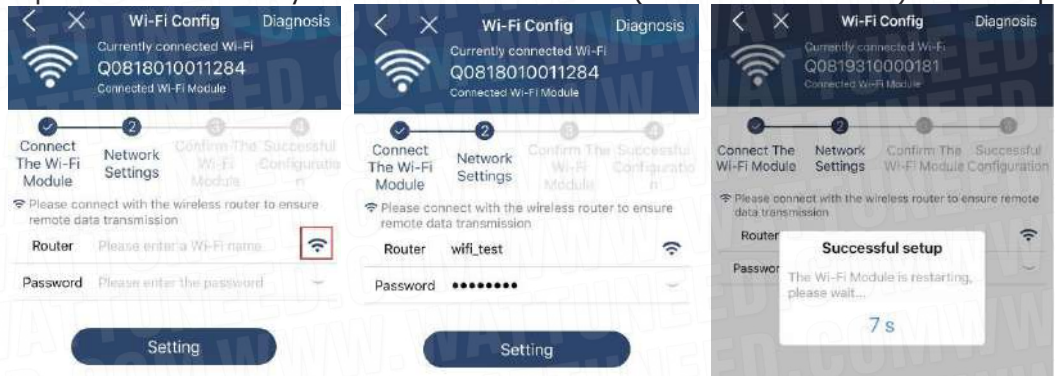 Wi-Fi Config Diagnosis
Currently connected Wi-Fi
Q0818010011284
Connected Wi-Fi Module
2 3 4
Connect The Wi-Fi Module
Network Settings
Confirm The Wi-Fi Module
Successful Configuratio n
Please connect with the wireless router to ensure
remote data transmission
Router Please enter a Wi-Fi name
Password Please enter the password
Setting
Wi-Fi Config Diagnosis
Currently connected Wi-Fi
Q0818010011284
Connected Wi-Fi Module
2 3 4
Connect The Wi-Fi Module
Network Settings
Confirm The Wi-Fi Module
Successful Configuratio n
Please connect with the wireless router to ensure
remote data transmission
Router wifi_test
Password ••••••••
Setting
Wi-Fi Config Diagnosis
Currently connected Wi-Fi
Q0819310000181
Connected Wi-Fi Module
2
Connect The Wi-Fi Module
Network Settings
Confirm The Wi-Fi Module
Successful Configuration
Please connect with the wireless router to ensure remote
data transmission
Router
Passwor
Successful setup
The Wi-Fi Module is restarting,
please wait...
7 s